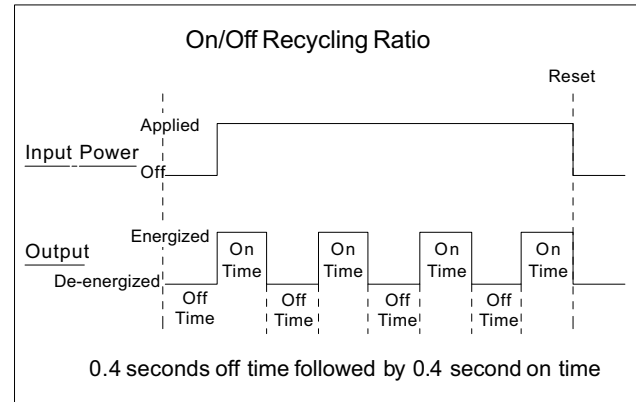 On/Off Recycling Ratio
Reset
Applied
Input Power
Off
Energized
Output
On Time
On Time
On Time
On Time
De-energized
Off Time
Off Time
Off Time
Off Time
0.4 seconds off time followed by 0.4 second on time